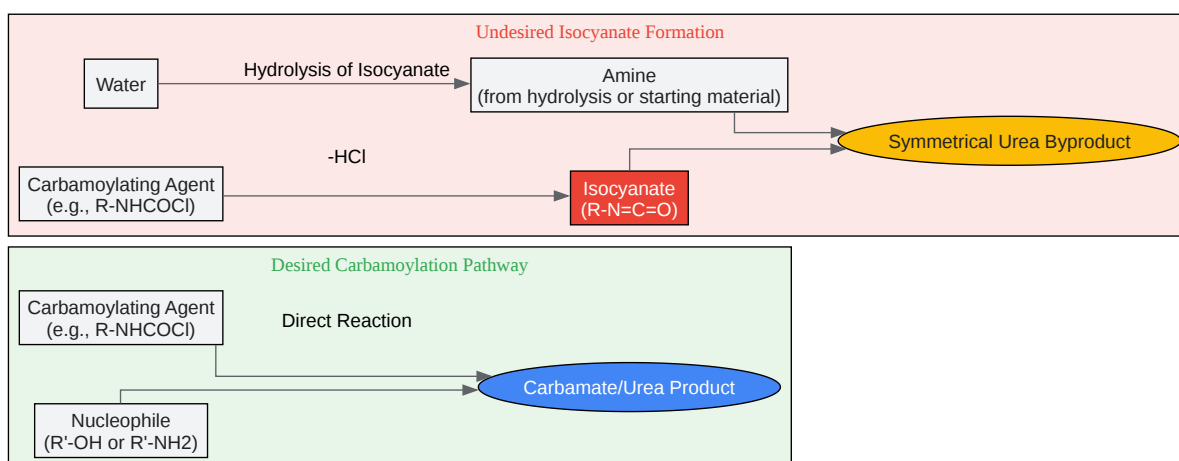 Undesired Isocyanate Formation
Water
Hydrolysis of Isocyanate
Amine
(from hydrolysis or starting material)
Symmetrical Urea Byproduct
-HCl
Carbamoylating Agent
(e.g., R-NHCOCl)
Isocyanate
(R-N=C=O)
Desired Carbamoylation Pathway
Carbamoylating Agent
(e.g., R-NHCOCl)
Direct Reaction
Carbamate/Urea Product
Nucleophile
(R'-OH or R'-NH2)